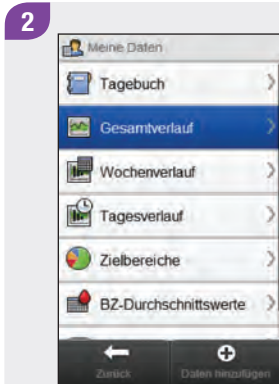 2
Meine Daten
Tagebuch
Gesamtverlauf
Wochenverlauf
Tagesverlauf
Zielbereiche
BZ-Durchschnittswerte
Zurück
Daten hinzufügen